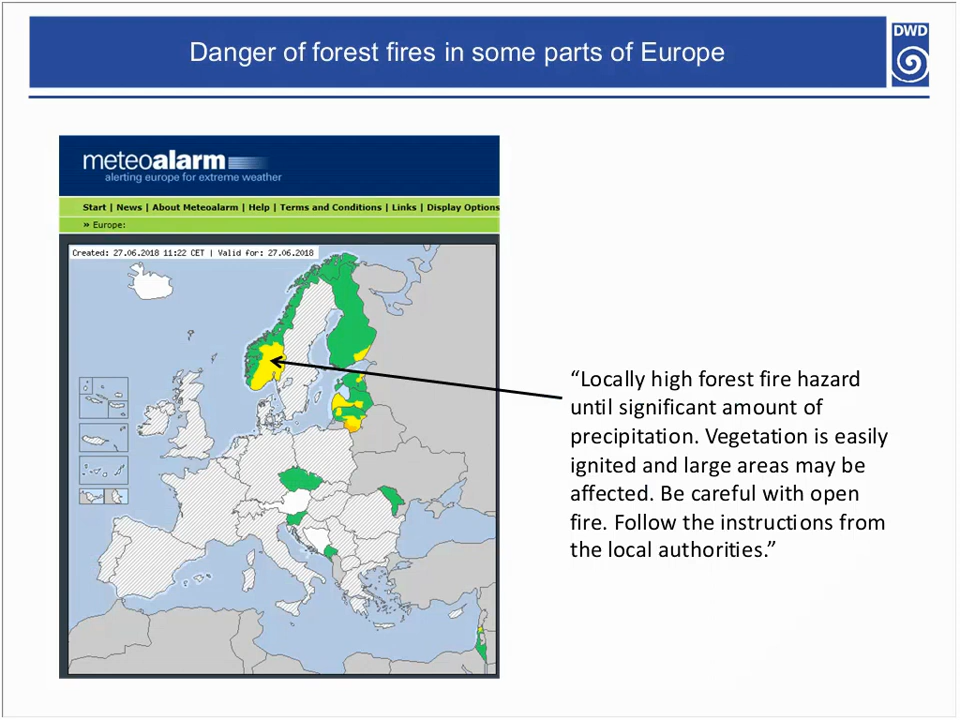 Danger of forest fires in some parts of Europe
DWD
meteoalarm
alerting europe for extreme weather
Start | News | About Meteoalarm | Help | Terms and Conditions | Links | Display Options
» Europe:
Created: 27.06.2018 11:22 CET | Valid for: 27.06.2018
“Locally high forest fire hazard
until significant amount of
precipitation. Vegetation is easily
ignited and large areas may be
affected. Be careful with open
fire. Follow the instructions from
the local authorities.”